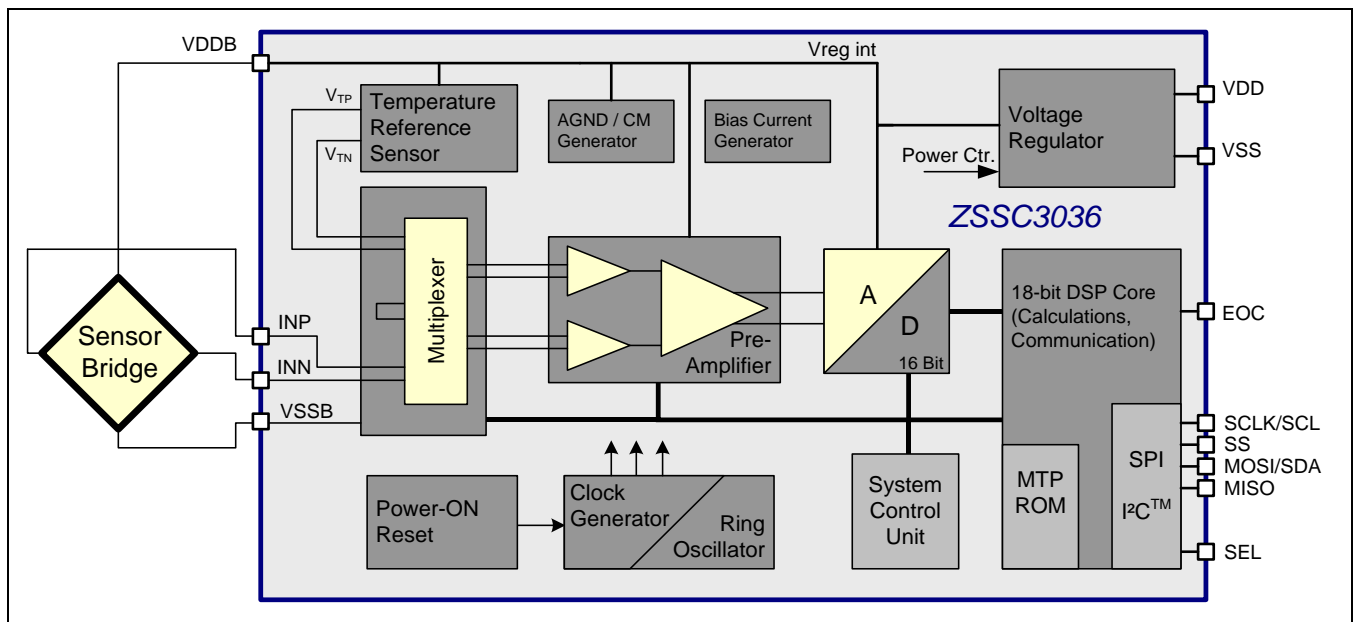 VDDB
Vreg int
VDD
VSS
VTP
VTN
Temperature
Reference
Sensor
AGND / CM
Generator
Bias Current
Generator
Voltage
Regulator
Power Ctr.
ZSSC3036
Multiplexer
Pre-
Amplifier
A
D
16 Bit
18-bit DSP Core
(Calculations,
Communication)
EOC
Sensor
Bridge
INP
INN
VSSB
SCLK/SCL
SS
MOSI/SDA
MISO
SEL
Power-ON
Reset
Clock
Generator
Ring
Oscillator
System
Control
Unit
MTP
ROM
SPI
I²C™